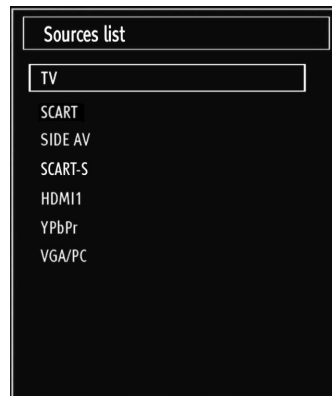 Sources list
TV
SCART
SIDE AV
SCART-S
HDMI1
YPbPr
VGA/PC